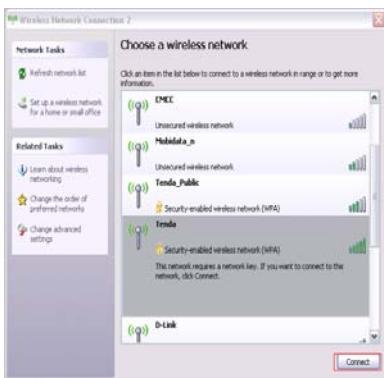 Wireless Network Connection 2
Network Tasks
Refresh network list
Set up a wireless network
for a home or small office
Related Tasks
Learn about wireless
networking
Change the order of
preferred networks
Change advanced
settings
Choose a wireless network
Click an item in the list below to connect to a wireless network in range or to get more
information.
Unsecured wireless network
Mobidata_n
Unsecured wireless network
Tenda_Public
Security-enabled wireless network (WPA)
Tenda
Security-enabled wireless network (WPA)
This network requires a network key. If you want to connect to this
network, click Connect.
D-Link
Connect